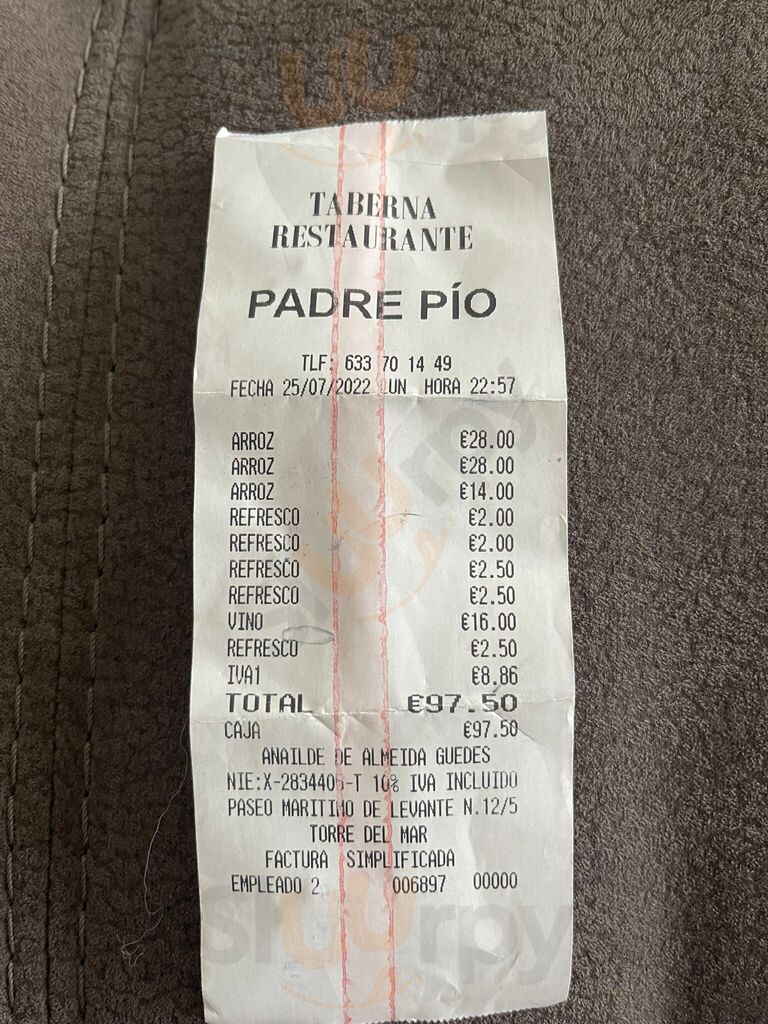 TABERNA
RESTAURANTE
PADRE PÍO
TLF: 633 70 14 49
FECHA 25/07/2022 LUN HORA 22:57
ARROZ €28.00
ARROZ €28.00
ARROZ €14.00
REFRESCO €2.00
REFRESCO €2.00
REFRESCO €2.50
REFRESCO €2.50
VINO €16.00
REFRESCO €2.50
IVA1 €8.86
TOTAL €97.50
CAJA €97.50
ANAILDE DE ALMEIDA GUEDES
NIE:X-2834406-T 10% IVA INCLUIDO
PASEO MARITIMO DE LEVANTE N.12/5
TORRE DEL MAR
FACTURA SIMPLIFICADA
EMPLEADO 2 006897 00000
Sluurpy